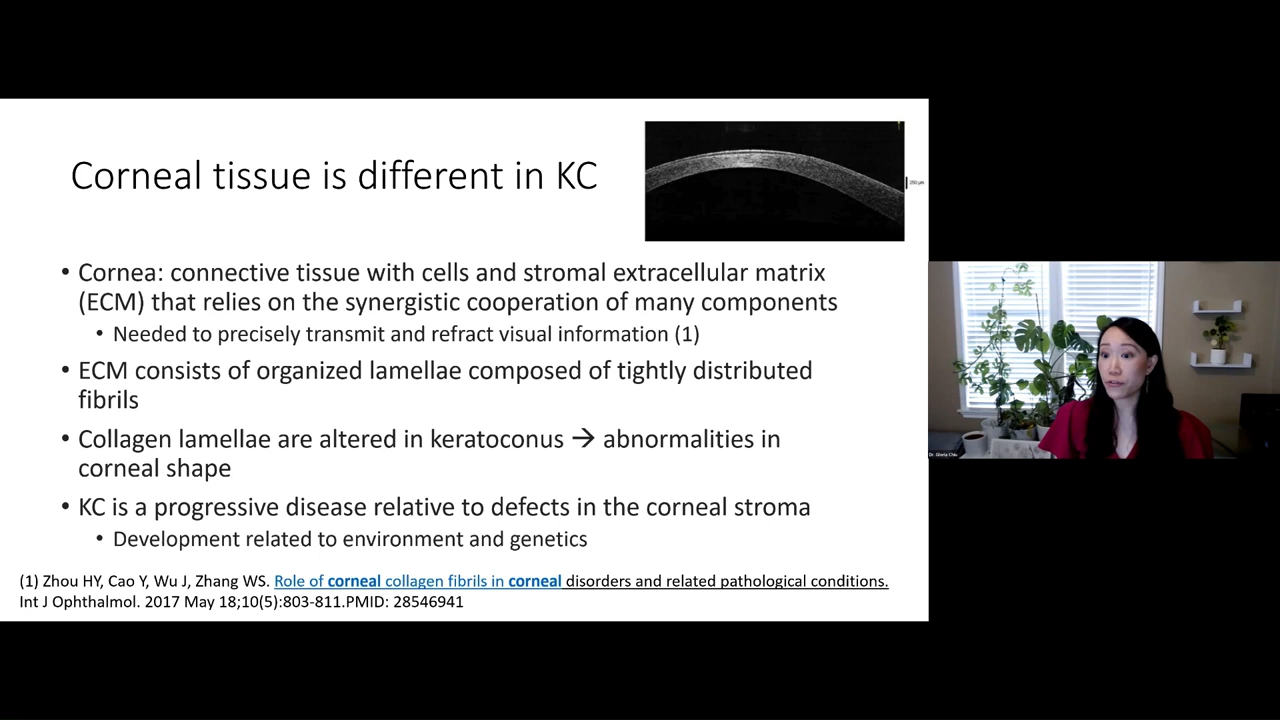 Corneal tissue is different in KC
250 µm
• Cornea: connective tissue with cells and stromal extracellular matrix
(ECM) that relies on the synergistic cooperation of many components
• Needed to precisely transmit and refract visual information (1)
• ECM consists of organized lamellae composed of tightly distributed
fibrils
• Collagen lamellae are altered in keratoconus → abnormalities in
corneal shape
• KC is a progressive disease relative to defects in the corneal stroma
• Development related to environment and genetics
(1) Zhou HY, Cao Y, Wu J, Zhang WS. Role of corneal collagen fibrils in corneal disorders and related pathological conditions.
Int J Ophthalmol. 2017 May 18;10(5):803-811.PMID: 28546941
Dr. Gloria Chiu